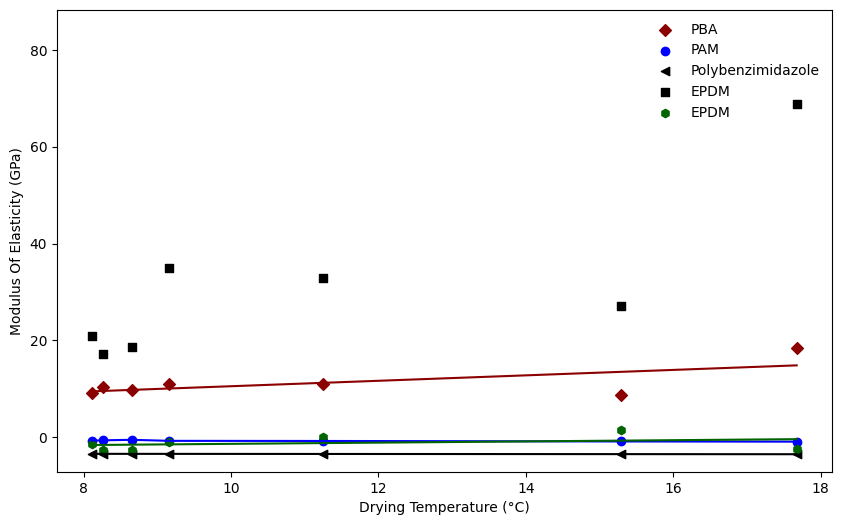 80
60
40
20
0
8
10
12
14
16
18
Modulus Of Elasticity (GPa)
Drying Temperature (°C)
PBA
PAM
Polybenzimidazole
EPDM
EPDM